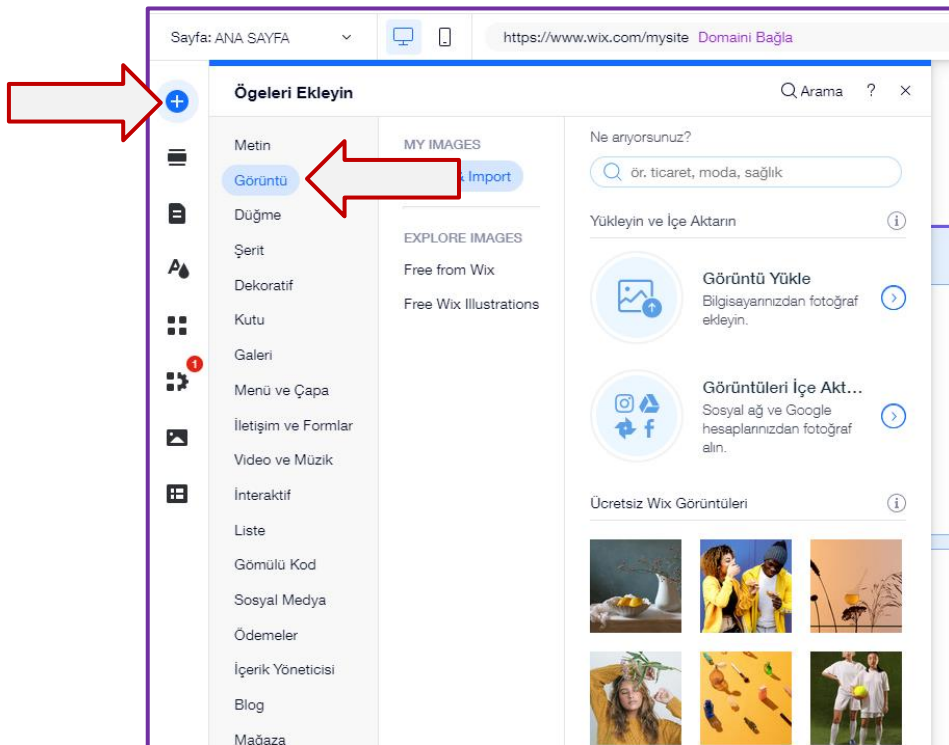 Sayfa: ANA SAYFA
https://www.wix.com/mysite Domaini Bağla
Ögeleri Ekleyin
Arama ?
Metin
Görüntü
Düğme
Şerit
Dekoratif
Kutu
Galeri
Menü ve Çapa
İletişim ve Formlar
Video ve Müzik
İnteraktif
Liste
Gömülü Kod
Sosyal Medya
Ödemeler
İçerik Yöneticisi
Blog
Mağaza
1
MY IMAGES
Import
EXPLORE IMAGES
Free from Wix
Free Wix Illustrations
Ne arıyorsunuz?
ör. ticaret, moda, sağlık
Yükleyin ve İçe Aktarın
Görüntü Yükle
Bilgisayarınızdan fotoğraf
ekleyin.
Görüntüleri İçe Akt...
Sosyal ağ ve Google
hesaplarınızdan fotoğraf
alın.
Ücretsiz Wix Görüntüleri